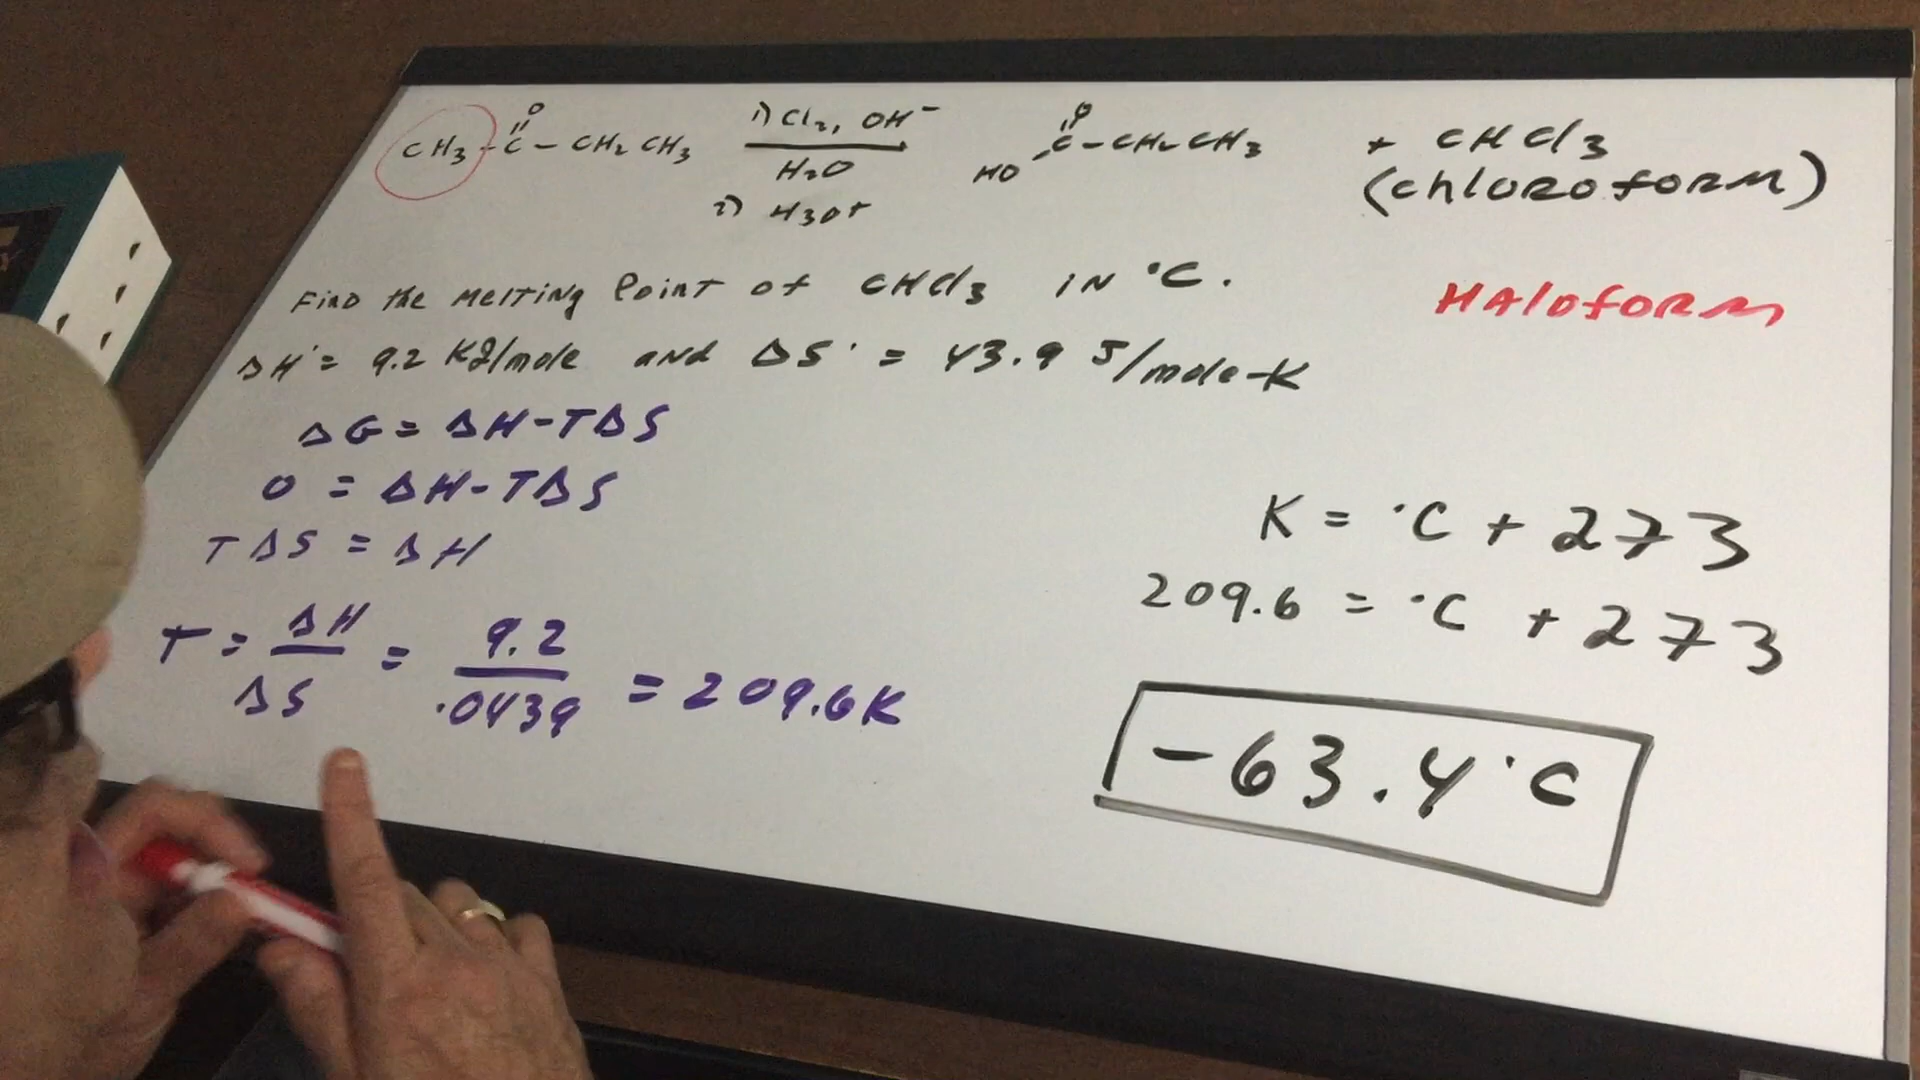 O
CH3-C-CH2CH3
1) Cl2, OH-
H2O
2) H3O+
O
HO-C-CH2CH3
+ CHCl3
(Chloroform)
Find the Melting Point of CHCl3 in °C.
HAloform
ΔH° = 9.2 KJ/mole and ΔS° = 43.9 J/mole-K
ΔG = ΔH-TΔS
0 = ΔH-TΔS
TΔS = ΔH
T = ΔH/ΔS = 9.2/.0439 = 209.6K
K = °C + 273
209.6 = °C + 273
-63.4°C